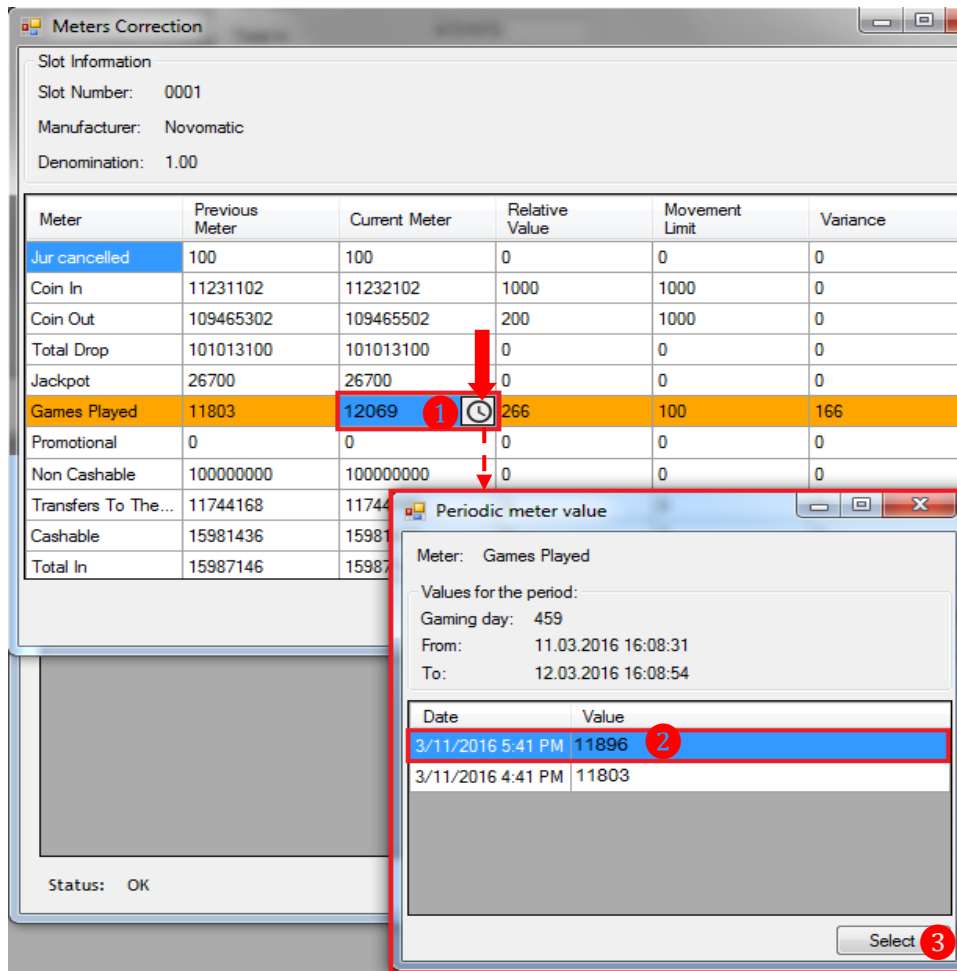 Meters Correction
Slot Information
Slot Number: 0001
Manufacturer: Novomatic
Denomination: 1.00
Meter Previous Meter Current Meter Relative Value Movement Limit Variance
Jur cancelled 100 100 0 0 0
Coin In 11231102 11232102 1000 1000 0
Coin Out 109465302 109465502 200 1000 0
Total Drop 101013100 101013100 0 0 0
Jackpot 26700 26700 0 0 0
Games Played 11803 12069 1 266 100 166
Promotional 0 0 0 0 0
Non Cashable 100000000 100000000 0 0 0
Transfers To The... 11744168 11744
Cashable 15981436 15981
Total In 15987146 15987
Periodic meter value
Meter: Games Played
Values for the period:
Gaming day: 459
From: 11.03.2016 16:08:31
To: 12.03.2016 16:08:54
Date Value
3/11/2016 5:41 PM 11896 2
3/11/2016 4:41 PM 11803
Select 3
Status: OK